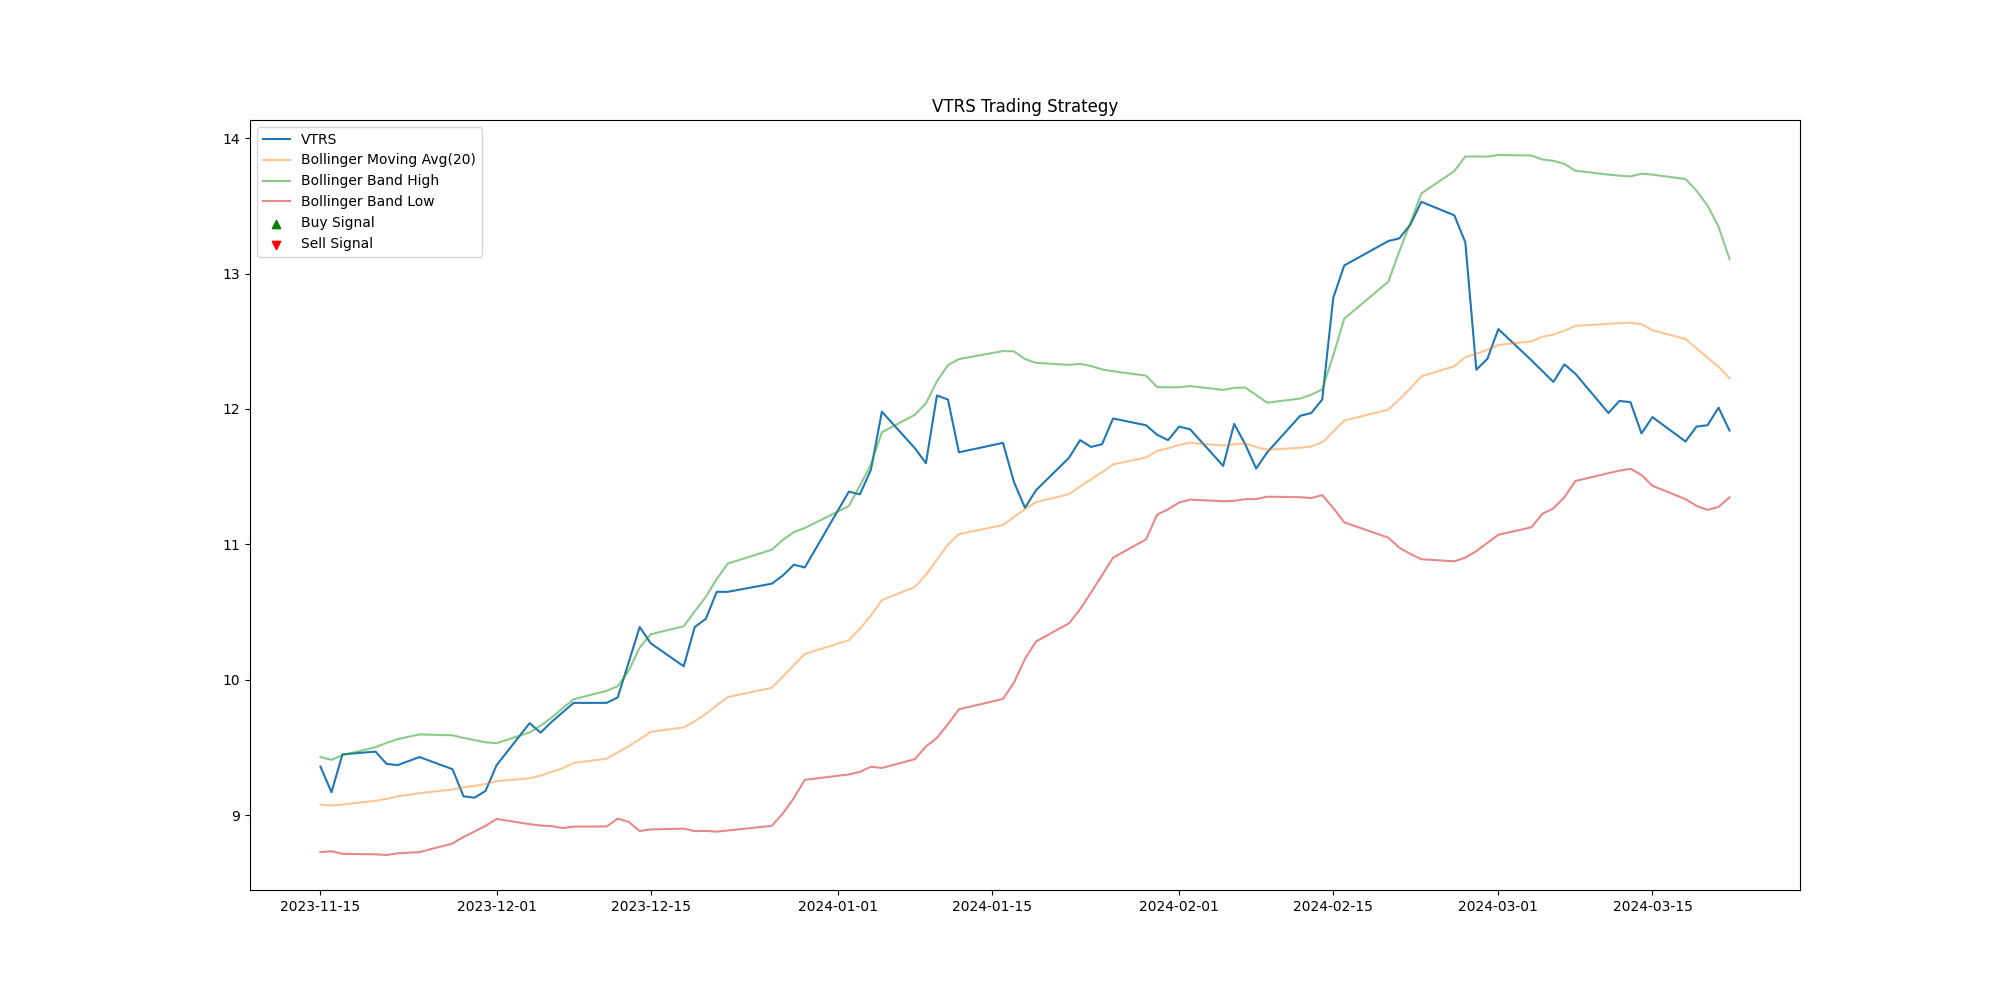 VTRS Trading Strategy
14
13
12
11
10
9
VTRS
Bollinger Moving Avg(20)
Bollinger Band High
Bollinger Band Low
Buy Signal
Sell Signal
2023-11-15
2023-12-01
2023-12-15
2024-01-01
2024-01-15
2024-02-01
2024-02-15
2024-03-01
2024-03-15